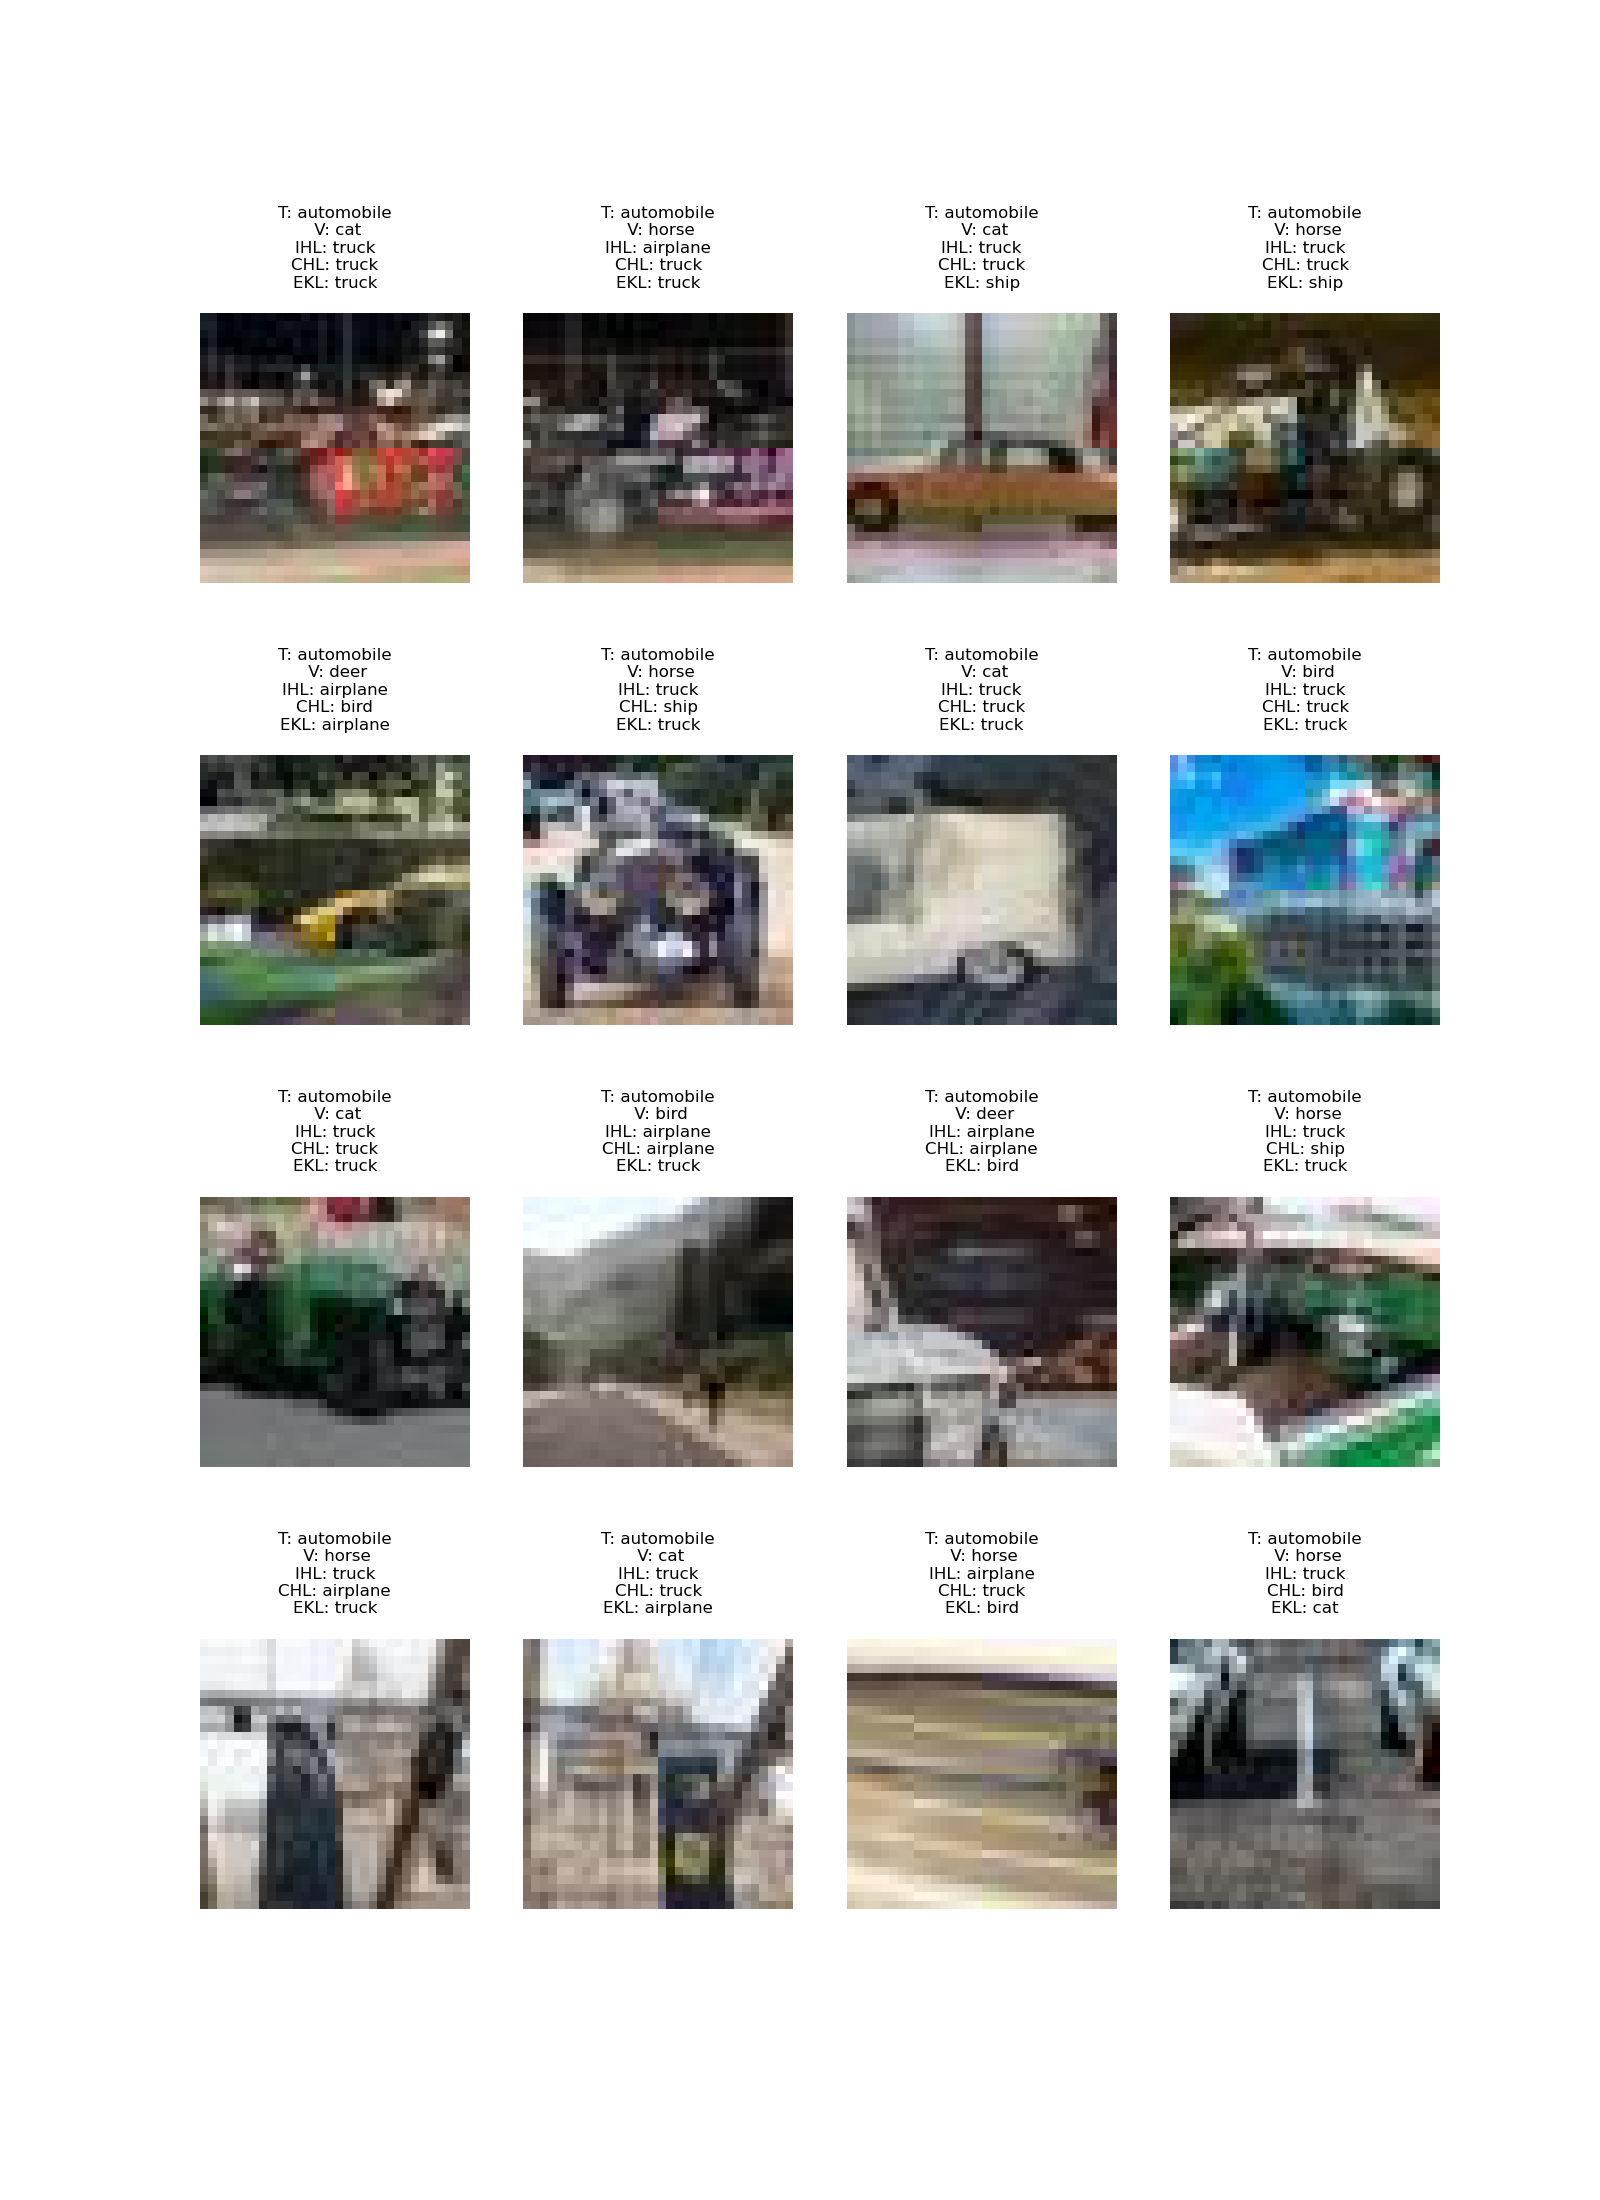 T: automobile
V: cat
IHL: truck
CHL: truck
EKL: truck
T: automobile
V: horse
IHL: airplane
CHL: truck
EKL: truck
T: automobile
V: cat
IHL: truck
CHL: truck
EKL: ship
T: automobile
V: horse
IHL: truck
CHL: truck
EKL: ship
T: automobile
V: deer
IHL: airplane
CHL: bird
EKL: airplane
T: automobile
V: horse
IHL: truck
CHL: ship
EKL: truck
T: automobile
V: cat
IHL: truck
CHL: truck
EKL: truck
T: automobile
V: bird
IHL: truck
CHL: truck
EKL: truck
T: automobile
V: cat
IHL: truck
CHL: truck
EKL: truck
T: automobile
V: bird
IHL: airplane
CHL: airplane
EKL: truck
T: automobile
V: deer
IHL: airplane
CHL: airplane
EKL: bird
T: automobile
V: horse
IHL: truck
CHL: ship
EKL: truck
T: automobile
V: horse
IHL: truck
CHL: airplane
EKL: truck
T: automobile
V: cat
IHL: truck
CHL: truck
EKL: airplane
T: automobile
V: horse
IHL: airplane
CHL: truck
EKL: bird
T: automobile
V: horse
IHL: truck
CHL: bird
EKL: cat